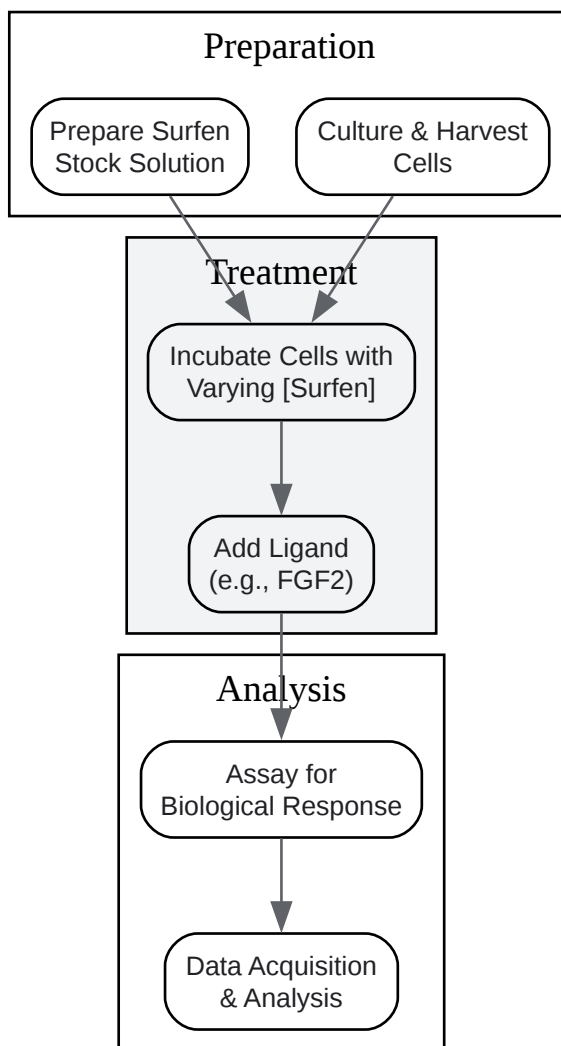 Preparation
Prepare Surfen
Stock Solution
Culture & Harvest
Cells
Treatment
Incubate Cells with
Varying [Surfen]
Add Ligand
(e.g., FGF2)
Analysis
Assay for
Biological Response
Data Acquisition
& Analysis